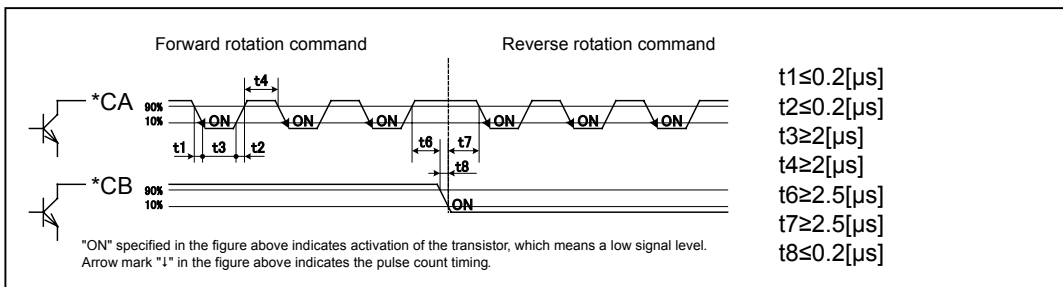 Forward rotation command
Reverse rotation command
t4
*CA
90%
10%
ON
ON
ON
ON
ON
ON
t1
t3
t2
t6
t7
t8
*CB
90%
10%
ON
"ON" specified in the figure above indicates activation of the transistor, which means a low signal level.
Arrow mark "↓" in the figure above indicates the pulse count timing.
t1≤0.2[µs]
t2≤0.2[µs]
t3≥2[µs]
t4≥2[µs]
t6≥2.5[µs]
t7≥2.5[µs]
t8≤0.2[µs]